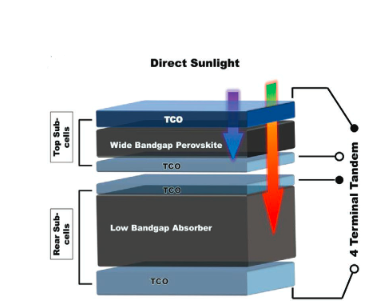 Direct Sunlight
TCO
Top Sub-
cells
Wide Bandgap Perovskite
TCO
TCO
Rear Sub-
cells
Low Bandgap Absorber
TCO
4 Terminal Tandem